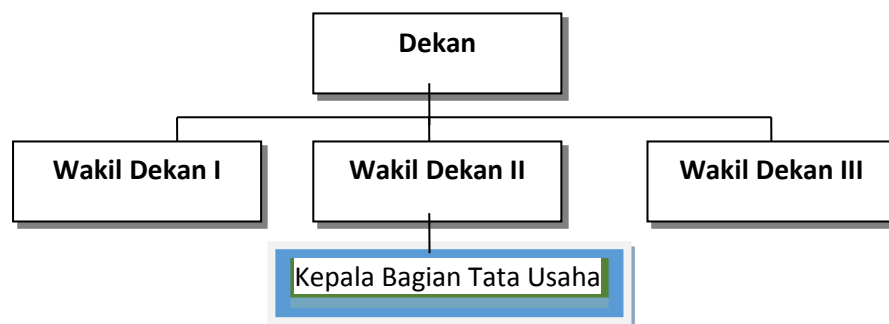 Dekan
Wakil Dekan I
Wakil Dekan II
Wakil Dekan III
Kepala Bagian Tata Usaha